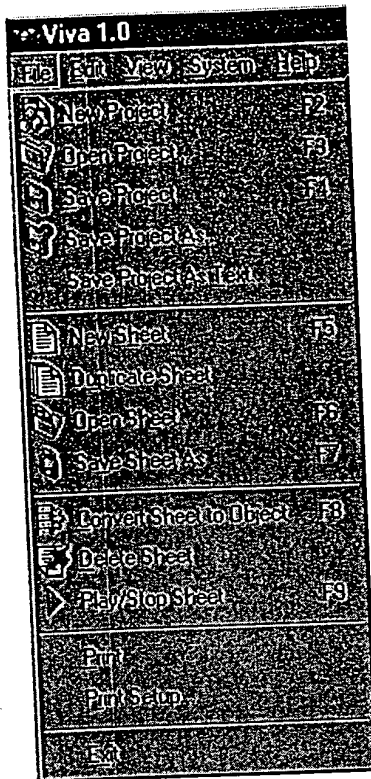 Viva 1.0
File Edit View System Help
New Project F2
Open Project... F3
Save Project F4
Save Project As...
Save Project As Text...
New Sheet F5
Duplicate Sheet
Open Sheet F6
Save Sheet As F7
Convert Sheet to Object F8
Delete Sheet
Play/Stop Sheet F9
Print
Print Setup...
Exit